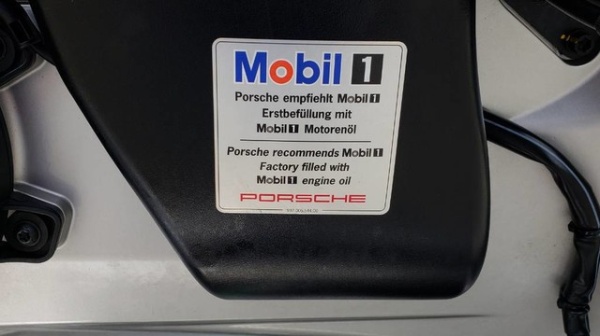 Mobil 1
Porsche empfiehlt Mobil 1
Erstbefüllung mit
Mobil 1 Motorenöl
Porsche recommends Mobil 1
Factory filled with
Mobil 1 engine oil
PORSCHE